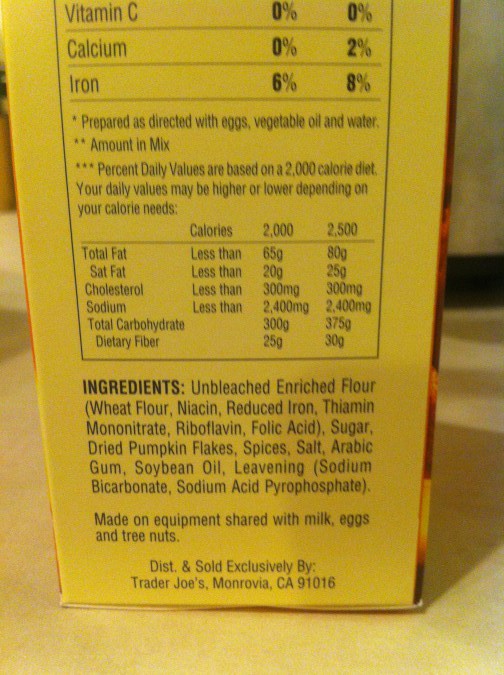 Vitamin C 0% 0%
Calcium 0% 2%
Iron 6% 8%
* Prepared as directed with eggs, vegetable oil and water.
** Amount in Mix
*** Percent Daily Values are based on a 2,000 calorie diet.
Your daily values may be higher or lower depending on
your calorie needs:
Calories 2,000 2,500
Total Fat Less than 65g 80g
Sat Fat Less than 20g 25g
Cholesterol Less than 300mg 300mg
Sodium Less than 2,400mg 2,400mg
Total Carbohydrate 300g 375g
Dietary Fiber 25g 30g
INGREDIENTS: Unbleached Enriched Flour
(Wheat Flour, Niacin, Reduced Iron, Thiamin
Mononitrate, Riboflavin, Folic Acid), Sugar,
Dried Pumpkin Flakes, Spices, Salt, Arabic
Gum, Soybean Oil, Leavening (Sodium
Bicarbonate, Sodium Acid Pyrophosphate).
Made on equipment shared with milk, eggs
and tree nuts.
Dist. & Sold Exclusively By:
Trader Joe's, Monrovia, CA 91016